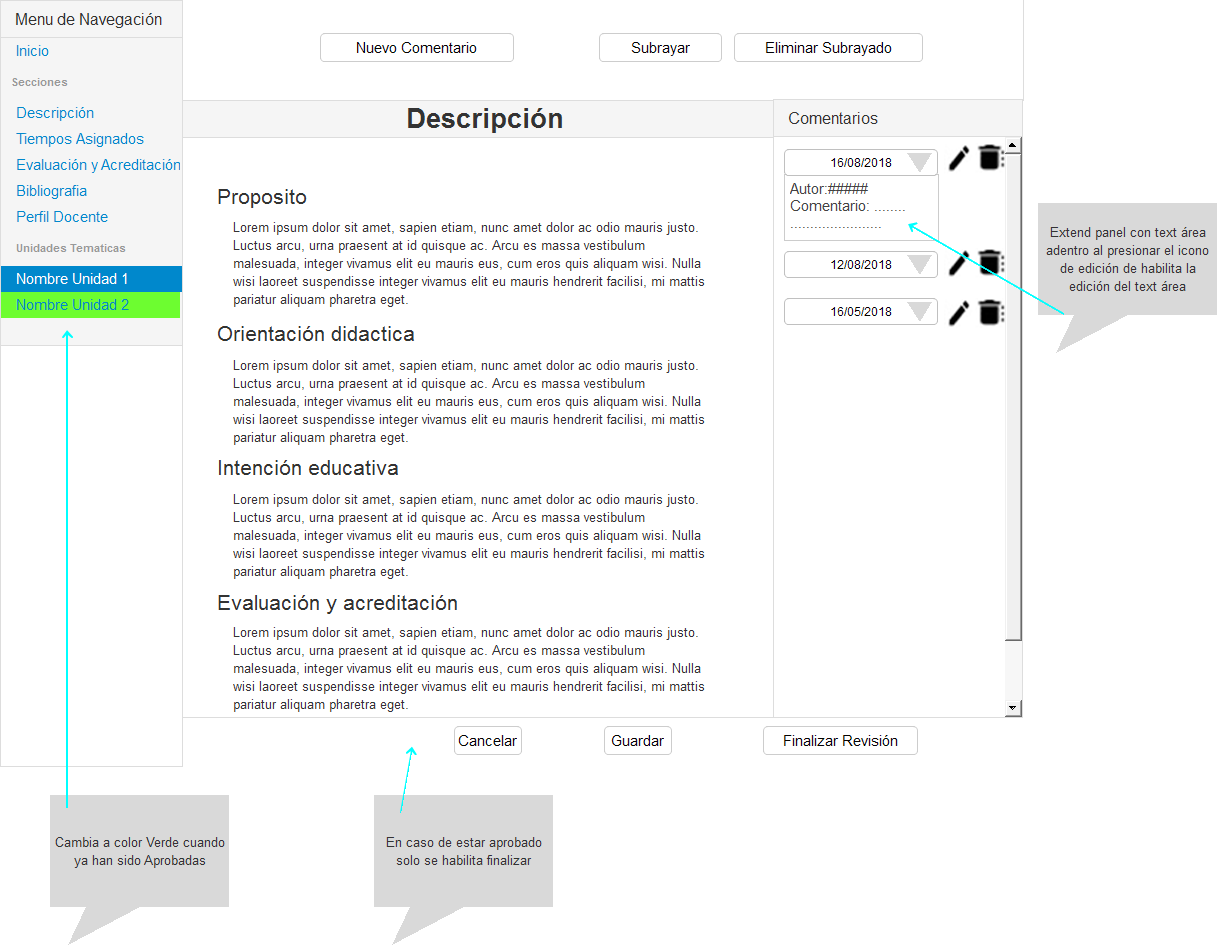 Menu de Navegación
Inicio
Secciones
Descripción
Tiempos Asignados
Evaluación y Acreditación
Bibliografia
Perfil Docente
Unidades Tematicas
Nombre Unidad 1
Nombre Unidad 2
Nuevo Comentario
Subrayar
Eliminar Subrayado
Descripción
Proposito
Lorem ipsum dolor sit amet, sapien etiam, nunc amet dolor ac odio mauris justo.
Luctus arcu, urna praesent at id quisque ac. Arcu es massa vestibulum
malesuada, integer vivamus elit eu mauris eus, cum eros quis aliquam wisi. Nulla
wisi laoreet suspendisse integer vivamus elit eu mauris hendrerit facilisi, mi mattis
pariatur aliquam pharetra eget.
Orientación didactica
Lorem ipsum dolor sit amet, sapien etiam, nunc amet dolor ac odio mauris justo.
Luctus arcu, urna praesent at id quisque ac. Arcu es massa vestibulum
malesuada, integer vivamus elit eu mauris eus, cum eros quis aliquam wisi. Nulla
wisi laoreet suspendisse integer vivamus elit eu mauris hendrerit facilisi, mi mattis
pariatur aliquam pharetra eget.
Intención educativa
Lorem ipsum dolor sit amet, sapien etiam, nunc amet dolor ac odio mauris justo.
Luctus arcu, urna praesent at id quisque ac. Arcu es massa vestibulum
malesuada, integer vivamus elit eu mauris eus, cum eros quis aliquam wisi. Nulla
wisi laoreet suspendisse integer vivamus elit eu mauris hendrerit facilisi, mi mattis
pariatur aliquam pharetra eget.
Evaluación y acreditación
Lorem ipsum dolor sit amet, sapien etiam, nunc amet dolor ac odio mauris justo.
Luctus arcu, urna praesent at id quisque ac. Arcu es massa vestibulum
malesuada, integer vivamus elit eu mauris eus, cum eros quis aliquam wisi. Nulla
wisi laoreet suspendisse integer vivamus elit eu mauris hendrerit facilisi, mi mattis
pariatur aliquam pharetra eget.
Comentarios
16/08/2018
Autor:#####
Comentario: ........
.......................
12/08/2018
16/05/2018
Extend panel con text área
adentro al presionar el icono
de edición de habilita la
edición del text área
Cancelar
Guardar
Finalizar Revisión
Cambia a color Verde cuando
ya han sido Aprobadas
En caso de estar aprobado
solo se habilita finalizar